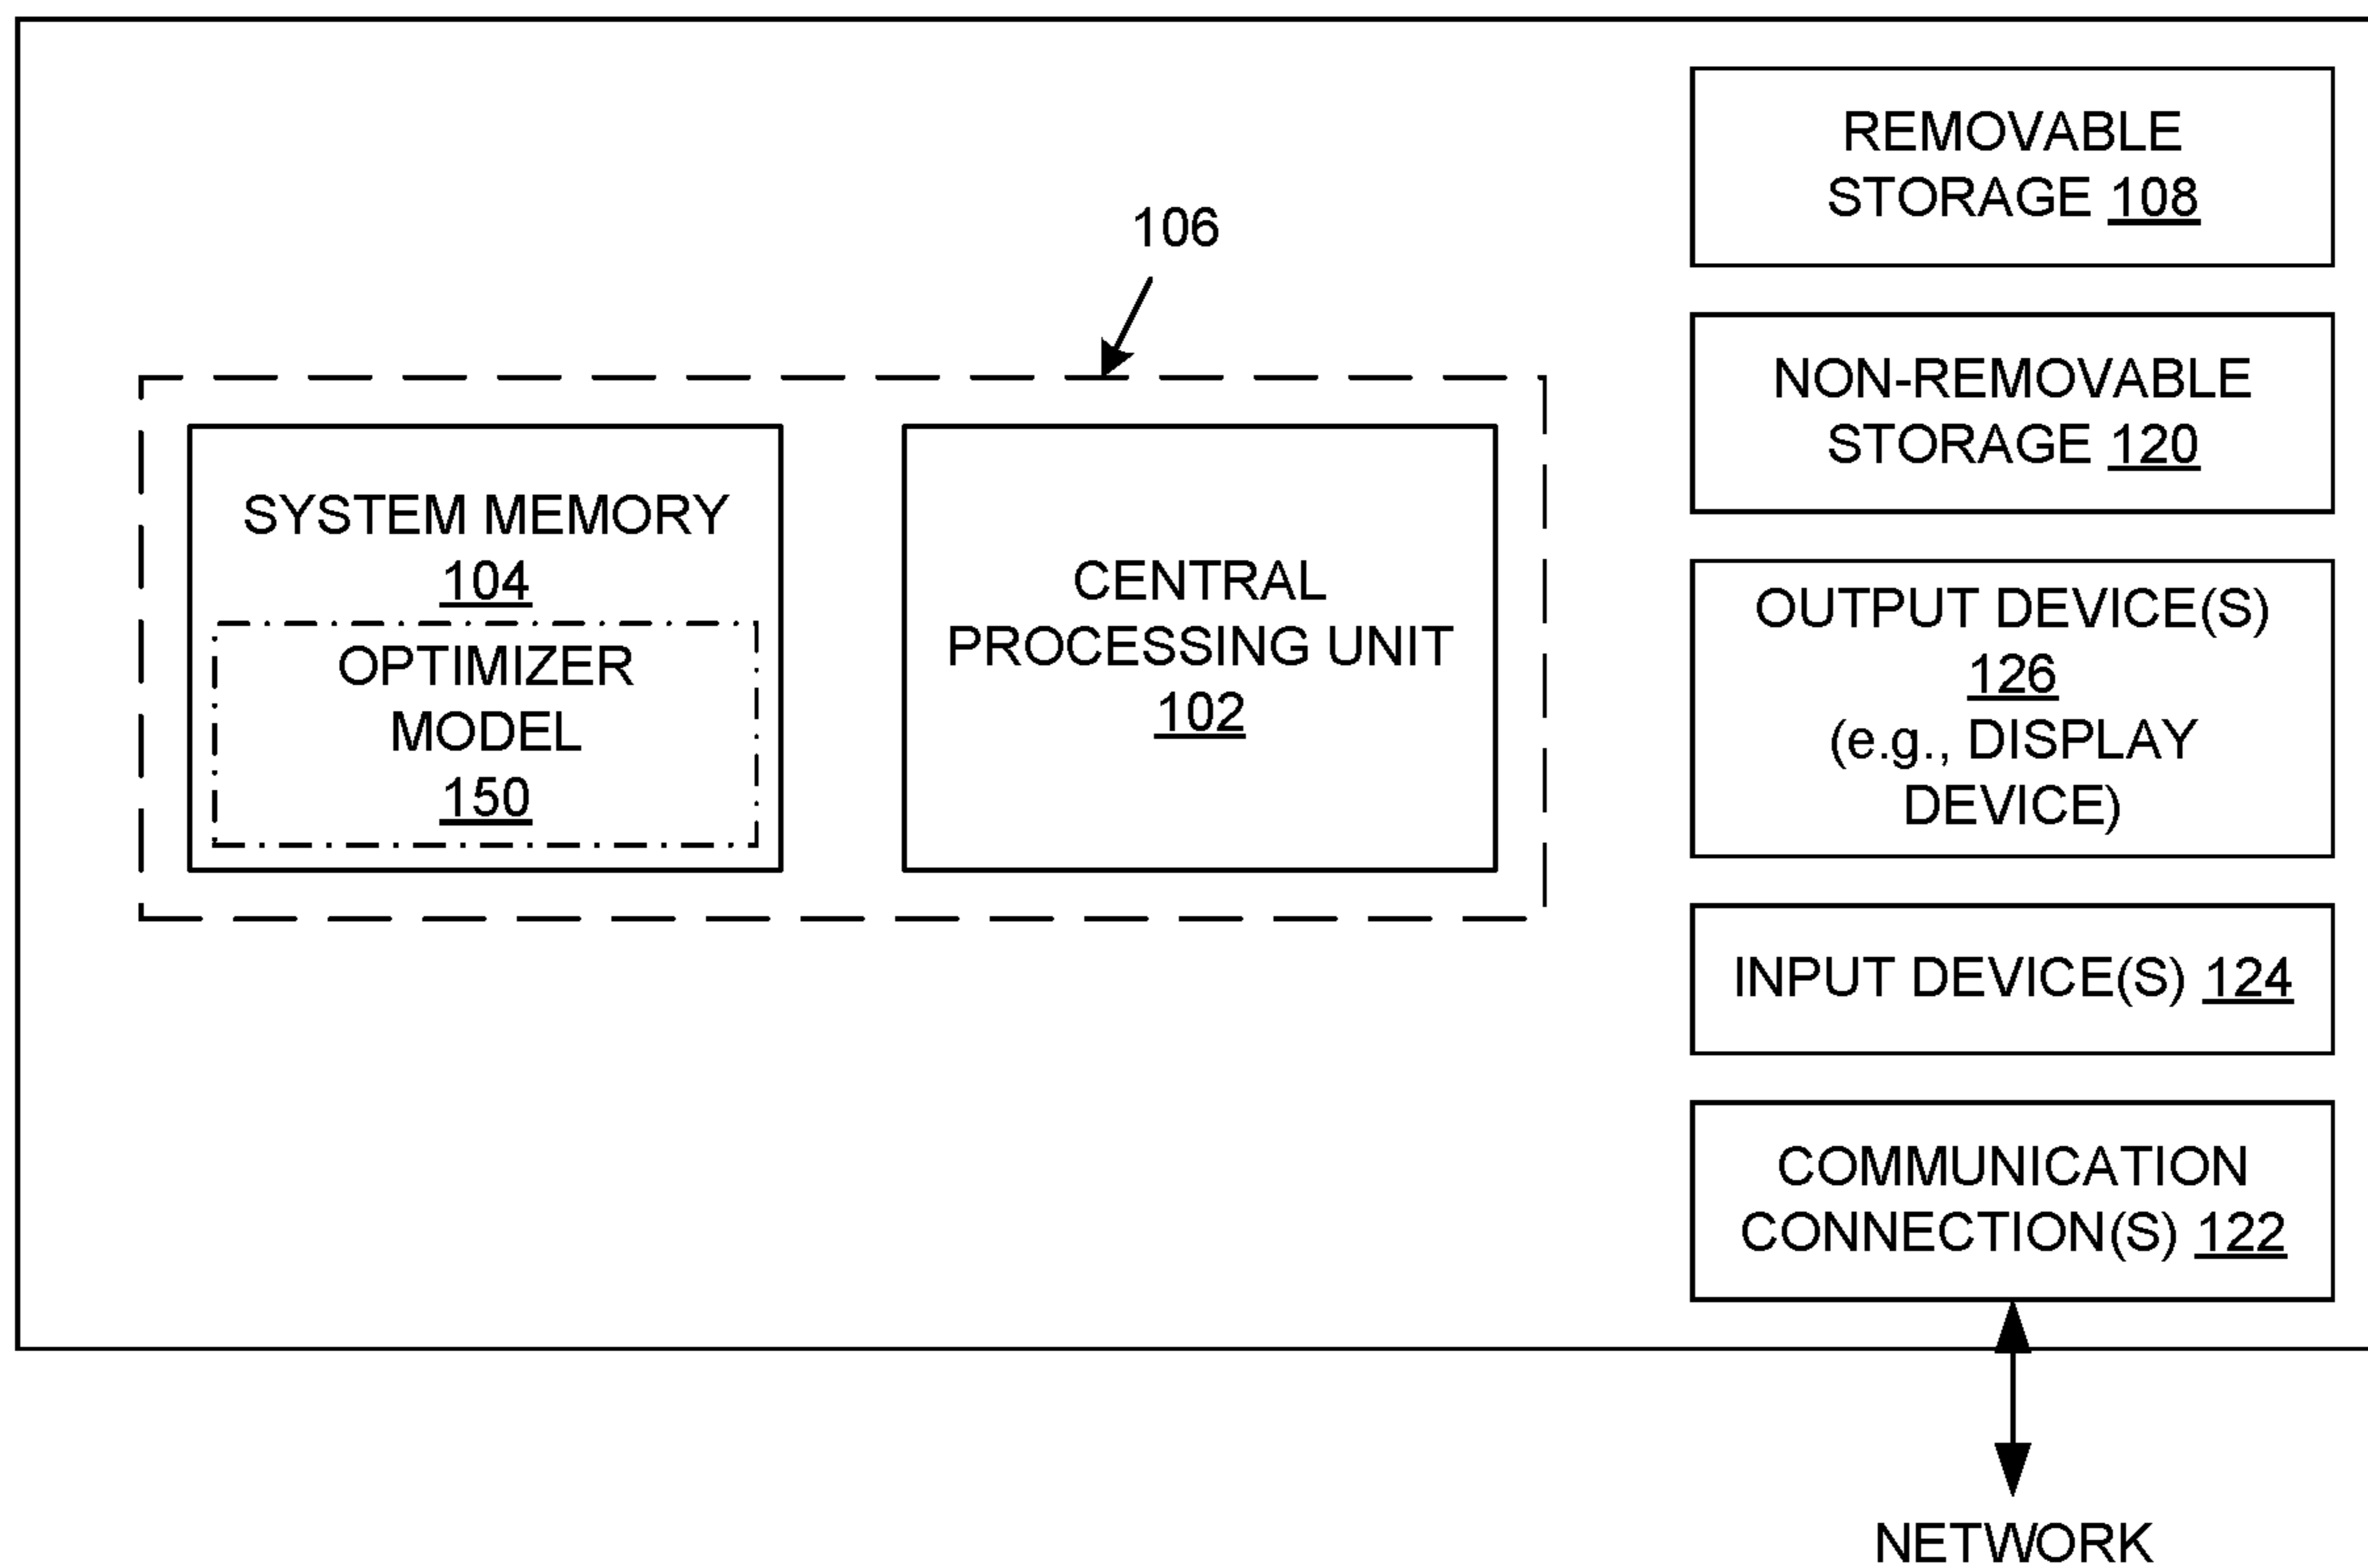 106
SYSTEM MEMORY
104
OPTIMIZER
MODEL
150
CENTRAL
PROCESSING UNIT
102
REMOVABLE
STORAGE 108
NON-REMOVABLE
STORAGE 120
OUTPUT DEVICE(S)
126
(e.g., DISPLAY
DEVICE)
INPUT DEVICE(S) 124
COMMUNICATION
CONNECTION(S) 122
NETWORK